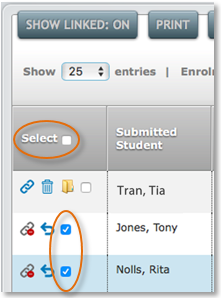 SHOW LINKED: ON PRINT
Show 25 entries | Enrol
Select Submitted Student
Tran, Tia
Jones, Tony
Nolls, Rita